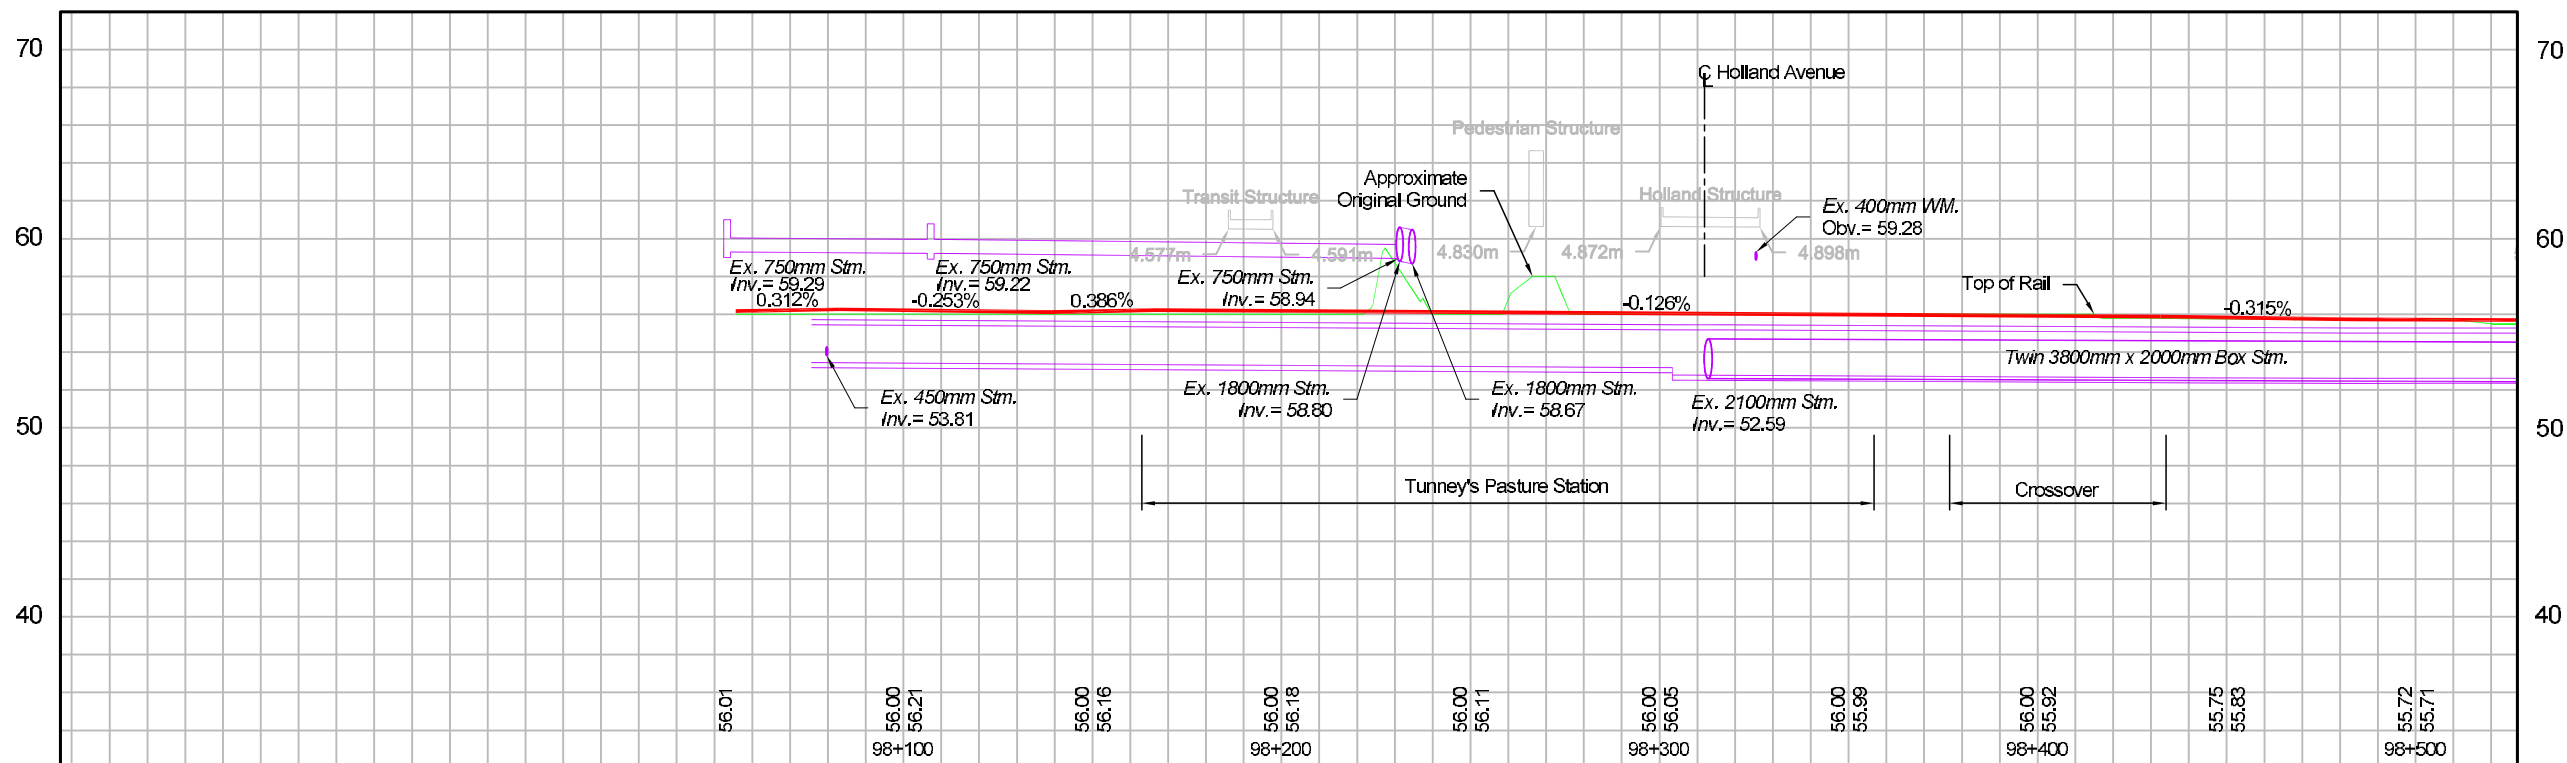 70
70
C Holland Avenue
Pedestrian Structure
Approximate
Original Ground
Transit Structure
Holland Structure
Ex. 400mm WM.
Obv.= 59.28
60
60
4.577m
4.591m
4.830m
4.872m
4.898m
Ex. 750mm Stm.
Inv.= 59.29
Ex. 750mm Stm.
Inv.= 59.22
Ex. 750mm Stm.
Inv.= 58.94
Top of Rail
0.312%
-0.253%
0.386%
-0.126%
-0.315%
Twin 3800mm x 2000mm Box Stm.
Ex. 450mm Stm.
Inv.= 53.81
Ex. 1800mm Stm.
Inv.= 58.80
Ex. 1800mm Stm.
Inv.= 58.67
Ex. 2100mm Stm.
Inv.= 52.59
50
50
Tunney's Pasture Station
Crossover
40
40
56.01
56.00
56.21
56.00
56.16
56.00
56.18
56.00
56.11
56.00
56.05
56.00
55.99
56.00
55.92
55.75
55.83
55.72
55.71
98+100
98+200
98+300
98+400
98+500